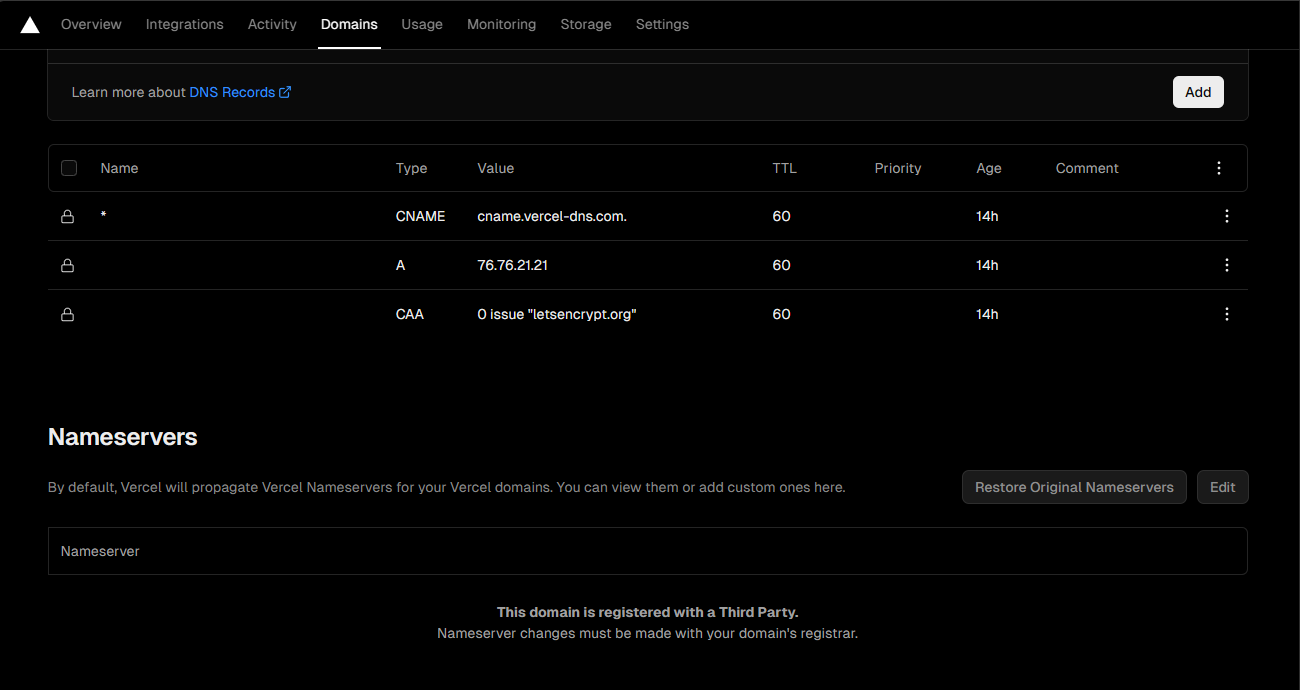 Overview Integrations Activity Domains Usage Monitoring Storage Settings
Learn more about DNS Records
Add
Name Type Value TTL Priority Age Comment
* CNAME cname.vercel-dns.com. 60 14h
A 76.76.21.21 60 14h
CAA 0 issue "letsencrypt.org" 60 14h
Nameservers
By default, Vercel will propagate Vercel Nameservers for your Vercel domains. You can view them or add custom ones here.
Restore Original Nameservers Edit
Nameserver
This domain is registered with a Third Party.
Nameserver changes must be made with your domain's registrar.